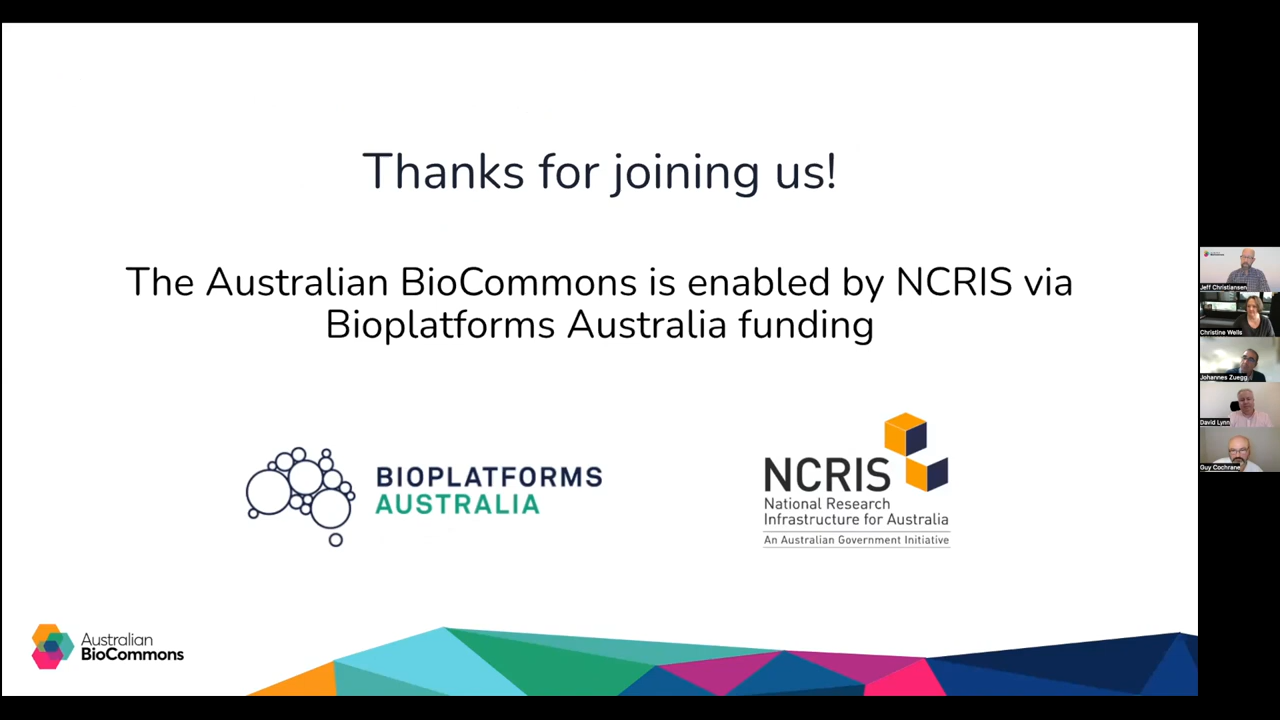 Thanks for joining us!
The Australian BioCommons is enabled by NCRIS via
Bioplatforms Australia funding
BIOPLATFORMS
AUSTRALIA
NCRIS
National Research
Infrastructure for Australia
An Australian Government Initiative
Australian
BioCommons
Jeff Christiansen
Christine Wells
Johannes Zuegg
David Lynn
Guy Cochrane